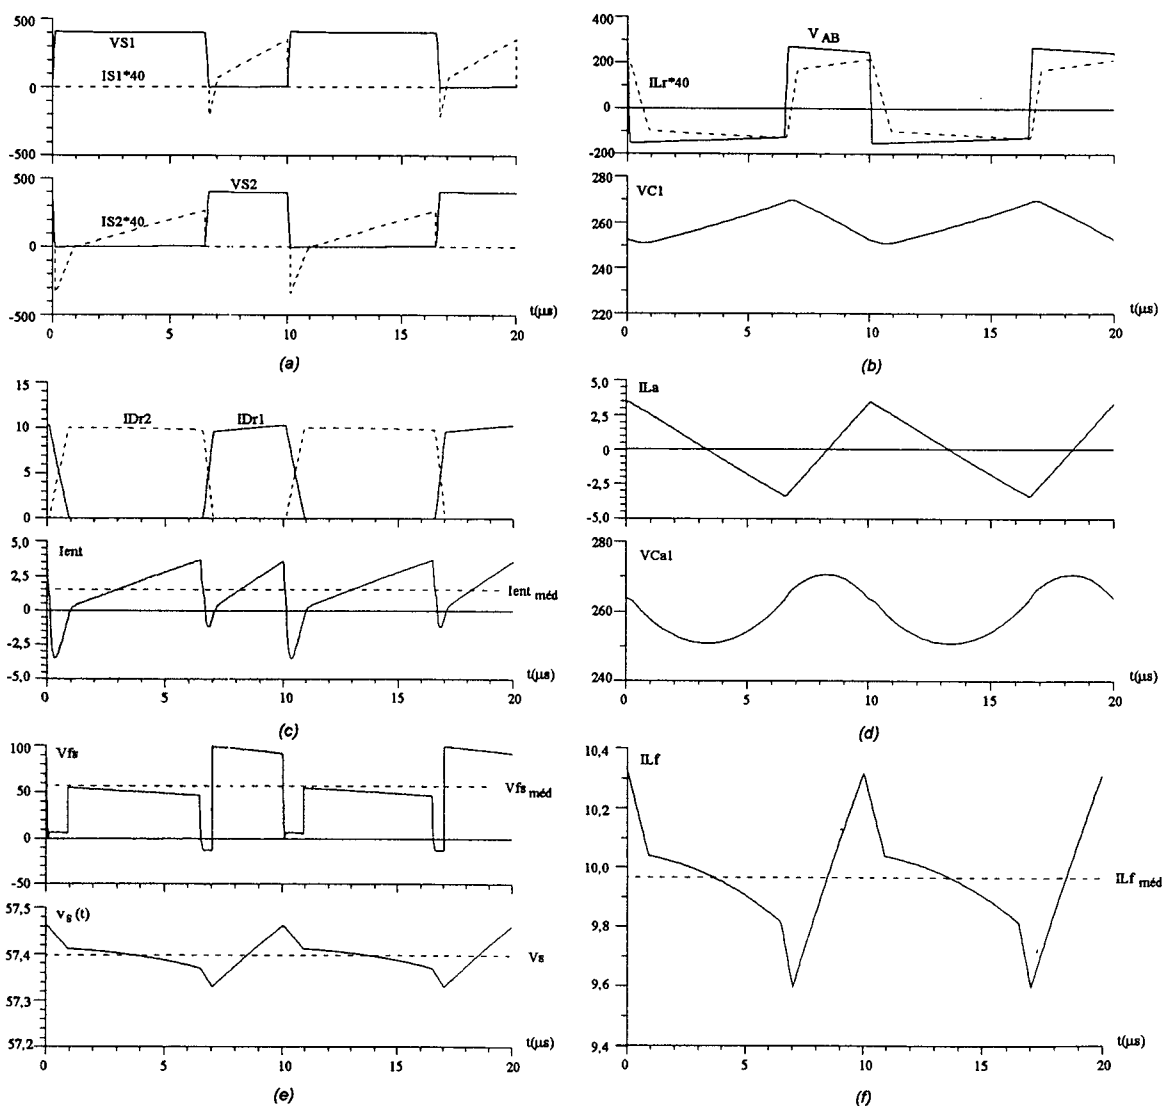 500
VS1
IS1*40
0
-500
500
VS2
IS2*40
0
-500
t(µs)
0
5
10
15
20
(a)
400
V AB
200
ILr*40
0
-200
280
VC1
260
240
220
t(µs)
0
5
10
15
20
(b)
15
IDr2
IDr1
10
5
0
5,0
Ient
2,5
Ient méd
0
-2,5
-5,0
t(µs)
0
5
10
15
20
(c)
5,0
ILa
2,5
0
-2,5
-5,0
280
VCa1
260
240
t(µs)
0
5
10
15
20
(d)
100
Vfs
50
Vfs méd
0
-50
57,5
vs (t)
57,4
Vs
57,3
57,2
t(µs)
0
5
10
15
20
(e)
10,4
ILf
10,2
10,0
ILf méd
9,8
9,6
9,4
t(µs)
0
5
10
15
20
(f)